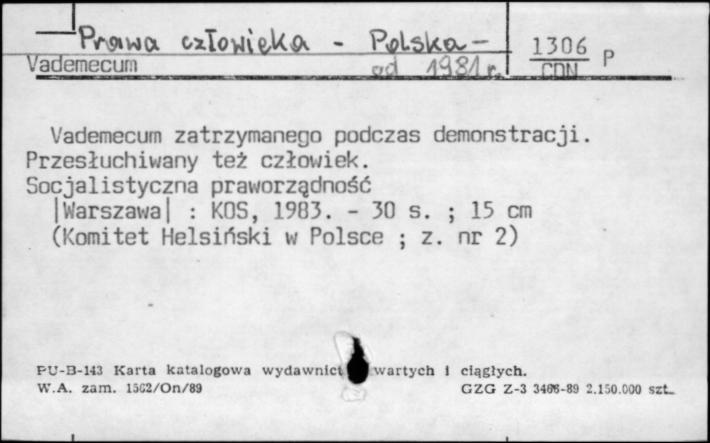 Prawa człowieka - Polska -
od 1981 r.
1306 P
CDN
Vademecum
Vademecum zatrzymanego podczas demonstracji.
Przesłuchiwany też człowiek.
Socjalistyczna praworządność
|Warszawa| : KOS, 1983. - 30 s. ; 15 cm
(Komitet Helsiński w Polsce ; z. nr 2)
PU-B-143 Karta katalogowa wydawnict wartych i ciągłych.
W.A. zam. 1562/On/89 GZG Z-3 3468-89 2.150.000 szt.